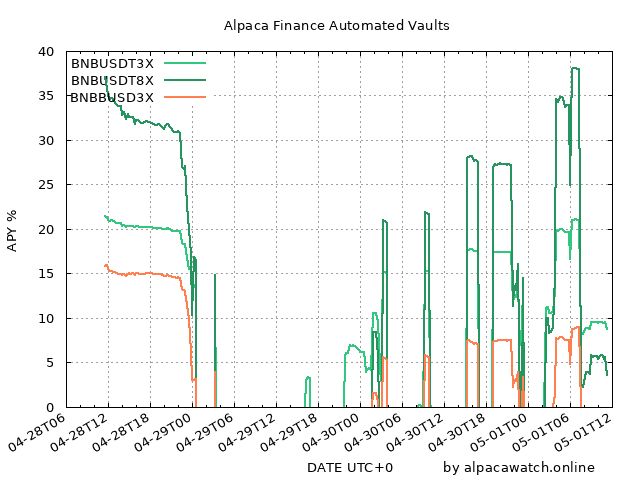 Alpaca Finance Automated Vaults
BNBUSDT3X
BNBUSDT8X
BNBBUSD3X
APY %
40
35
30
25
20
15
10
5
0
04-28T06
04-28T12
04-28T18
04-29T00
04-29T06
04-29T12
04-29T18
04-30T00
04-30T06
04-30T12
04-30T18
05-01T00
05-01T06
05-01T12
DATE UTC+0
by alpacawatch.online